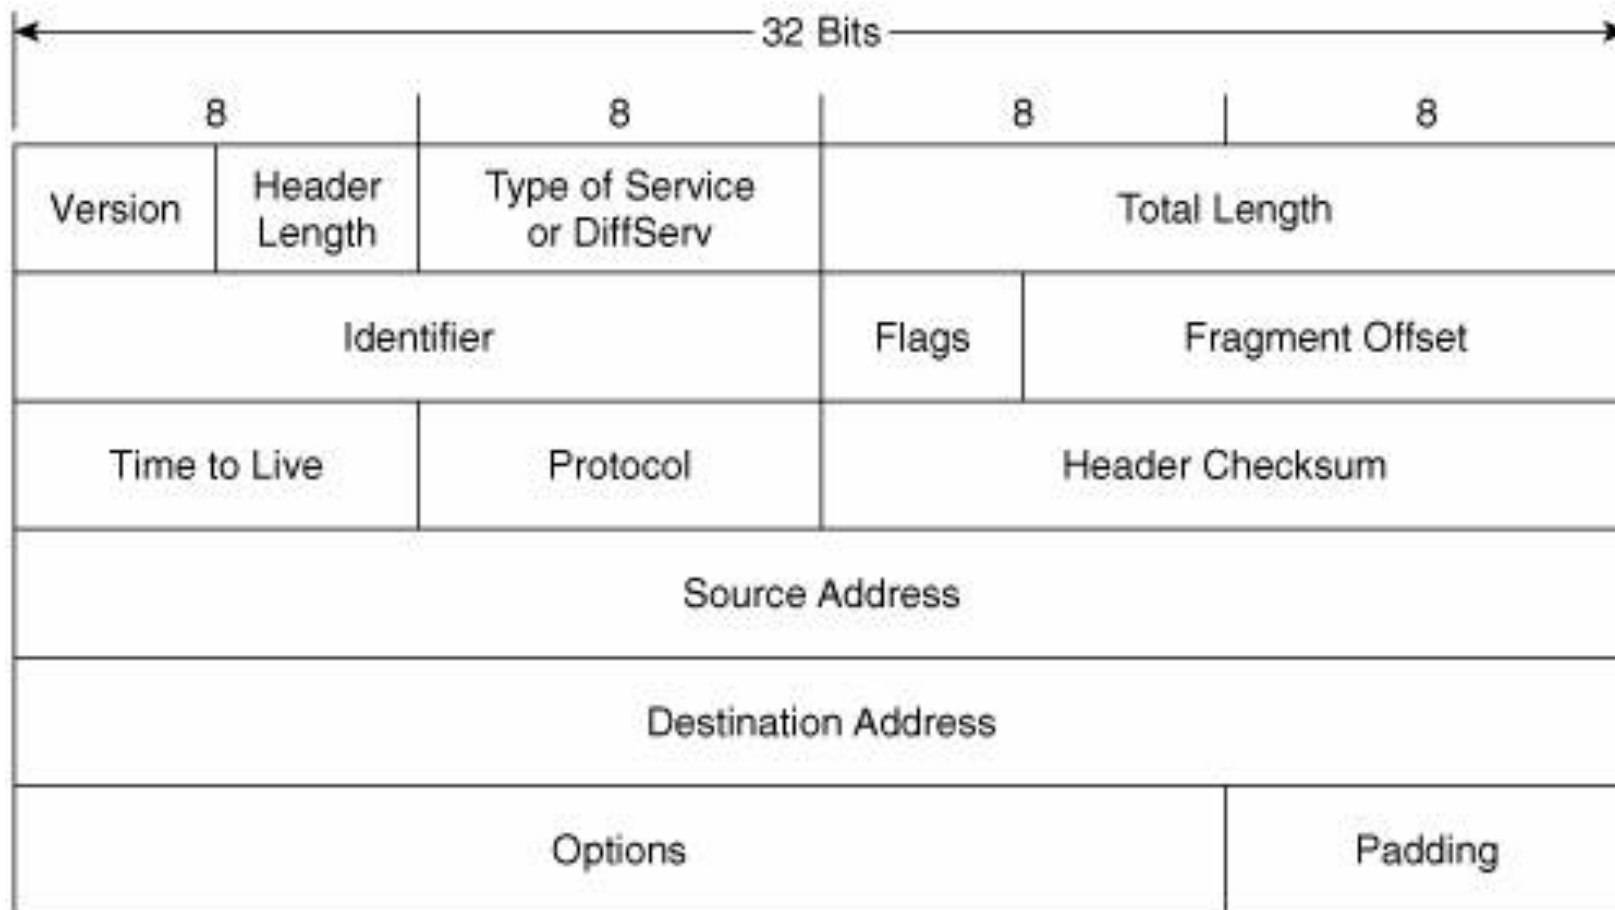 32 Bits
8 8 8 8
Version
Header
Length
Type of Service
or DiffServ
Total Length
Identifier
Flags
Fragment Offset
Time to Live
Protocol
Header Checksum
Source Address
Destination Address
Options
Padding